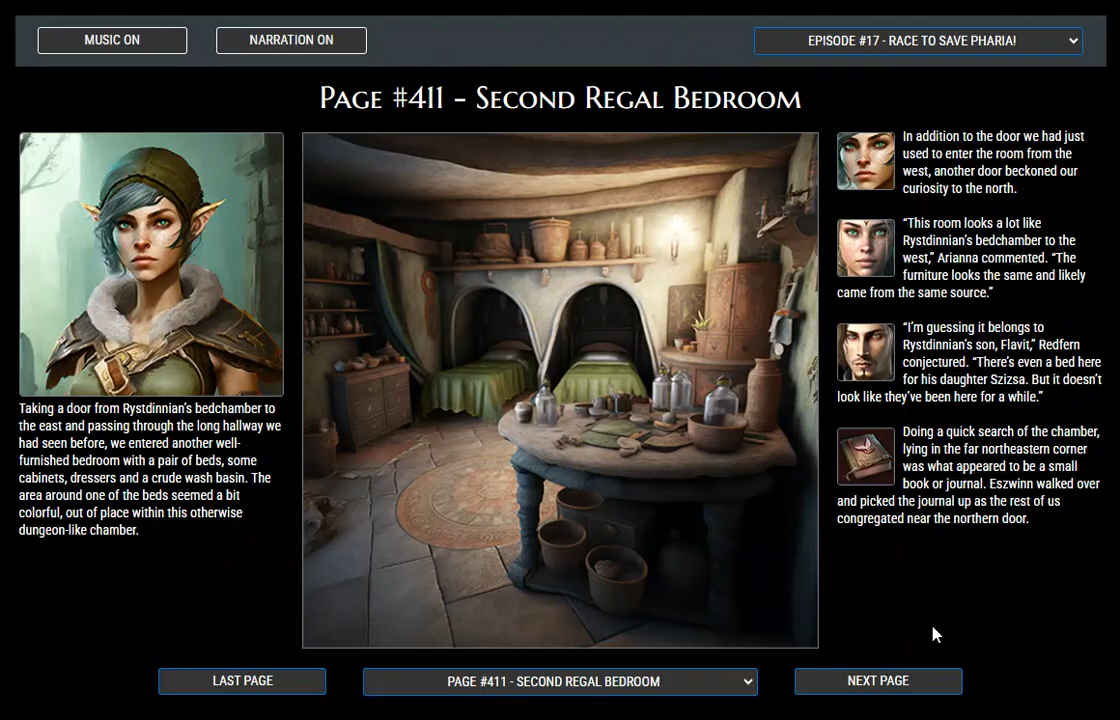 MUSIC ON
NARRATION ON
EPISODE #17 - RACE TO SAVE PHARIA!
Page #411 - Second Regal Bedroom
Taking a door from Rystdinnian's bedchamber to
the east and passing through the long hallway we
had seen before, we entered another well-
furnished bedroom with a pair of beds, some
cabinets, dressers and a crude wash basin. The
area around one of the beds seemed a bit
colorful, out of place within this otherwise
dungeon-like chamber.
In addition to the door we had just
used to enter the room from the
west, another door beckoned our
curiosity to the north.
“This room looks a lot like
Rystdinnian's bedchamber to the
west,” Arianna commented. “The
furniture looks the same and likely
came from the same source.”
“I'm guessing it belongs to
Rystdinnian's son, Flavit,” Redfern
conjectured. “There's even a bed here
for his daughter Szizsa. But it doesn't
look like they've been here for a while.”
Doing a quick search of the chamber,
lying in the far northeastern corner
was what appeared to be a small
book or journal. Eszwinn walked over
and picked the journal up as the rest of us
congregated near the northern door.
LAST PAGE
PAGE #411 - SECOND REGAL BEDROOM
NEXT PAGE